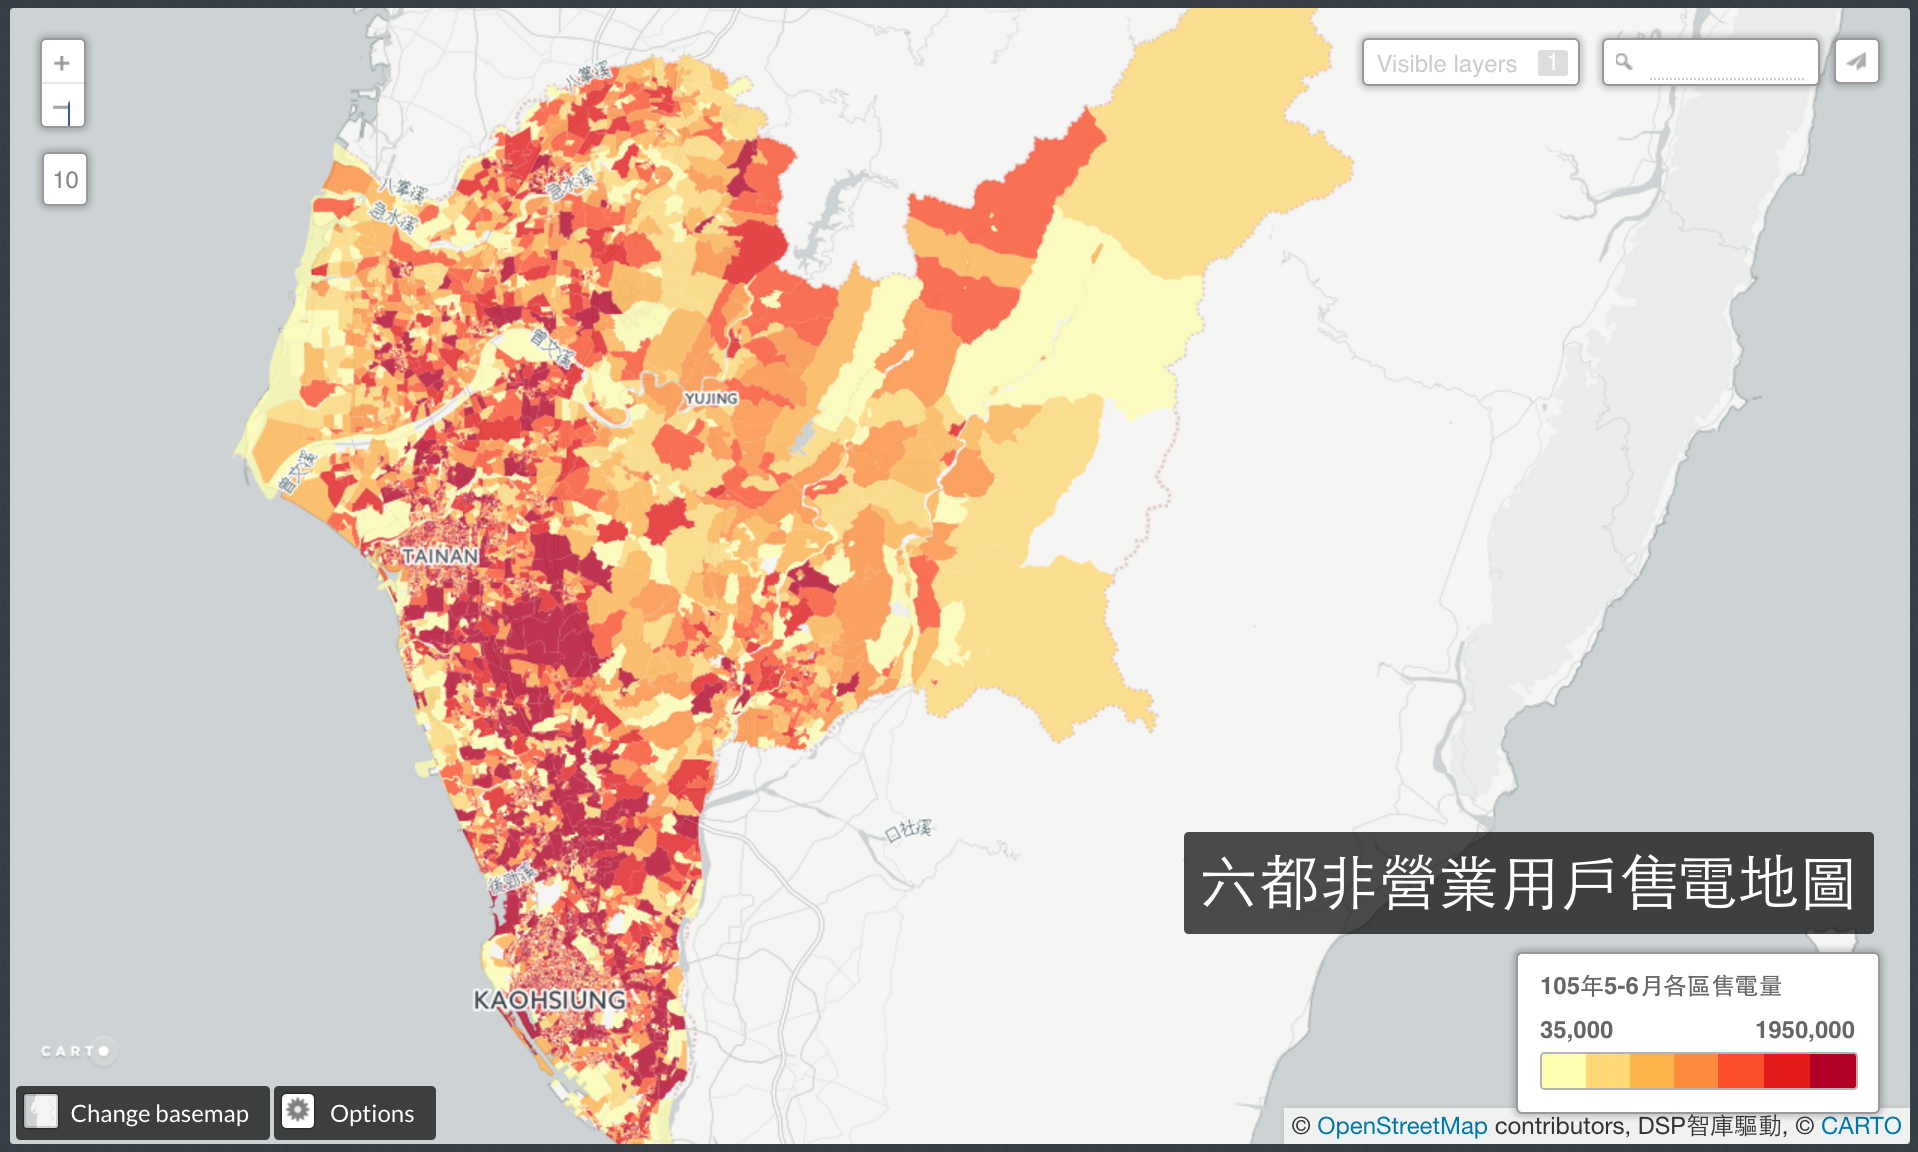 +
Visible layers 1
−
10
八掌溪
八掌溪
急水溪
急水溪
曾文溪
YUJING
曾文溪
TAINAN
口社溪
後勁溪
六都非營業用戶售電地圖
KAOHSIUNG
105年5-6月各區售電量
35,000 1950,000
CARTO
Change basemap Options
© OpenStreetMap contributors, DSP智庫驅動, © CARTO